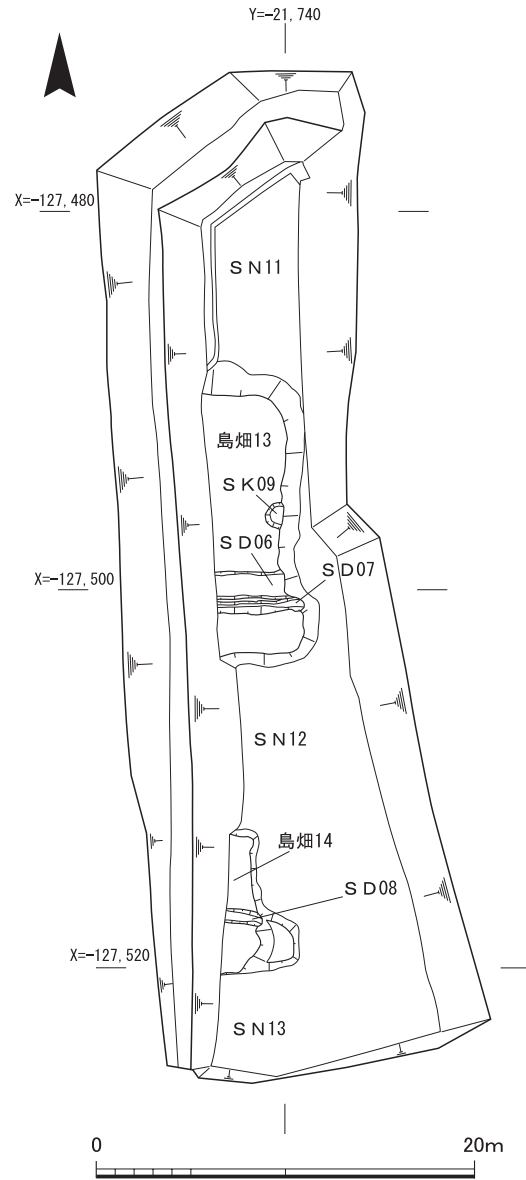 Y=-21,740
X=-127,480
SN11
島畑13
SK09
SD06
SD07
X=-127,500
SN12
島畑14
SD08
X=-127,520
SN13
0 20m